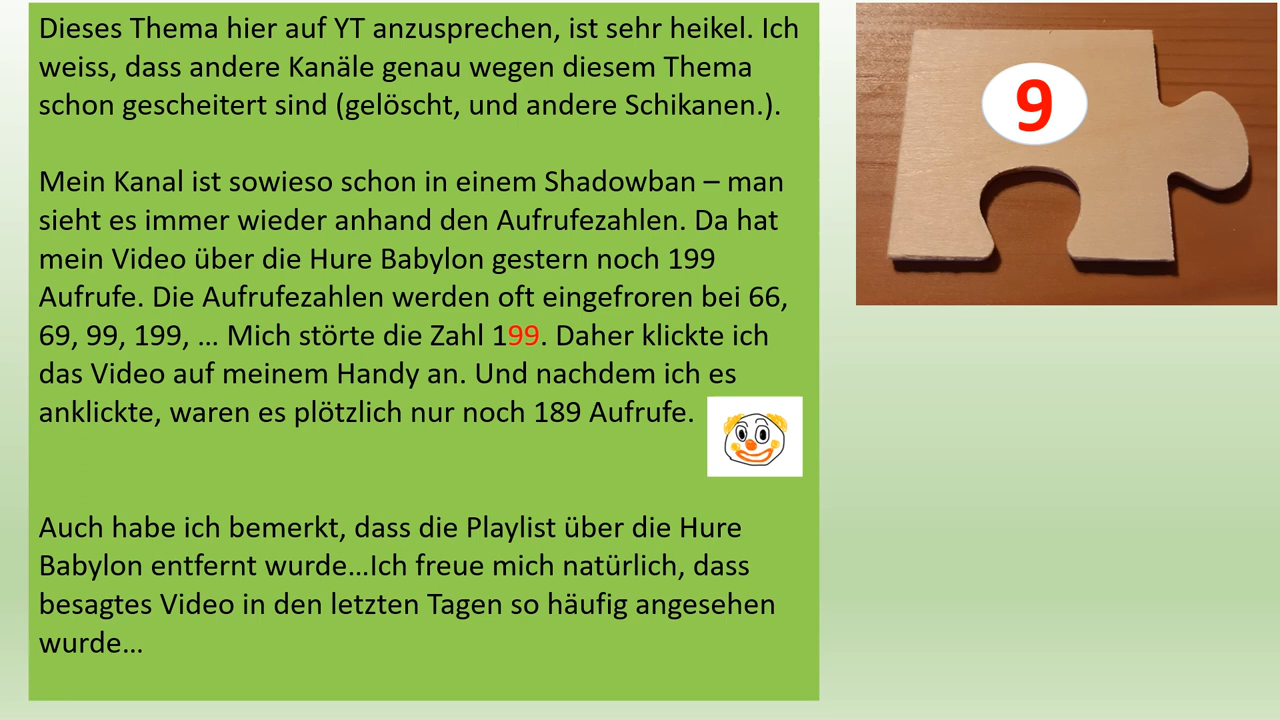 Dieses Thema hier auf YT anzusprechen, ist sehr heikel. Ich
weiss, dass andere Kanäle genau wegen diesem Thema
schon gescheitert sind (gelöscht, und andere Schikanen.).
Mein Kanal ist sowieso schon in einem Shadowban – man
sieht es immer wieder anhand den Aufrufezahlen. Da hat
mein Video über die Hure Babylon gestern noch 199
Aufrufe. Die Aufrufezahlen werden oft eingefroren bei 66,
69, 99, 199, … Mich störte die Zahl 199. Daher klickte ich
das Video auf meinem Handy an. Und nachdem ich es
anklickte, waren es plötzlich nur noch 189 Aufrufe.
Auch habe ich bemerkt, dass die Playlist über die Hure
Babylon entfernt wurde…Ich freue mich natürlich, dass
besagtes Video in den letzten Tagen so häufig angesehen
wurde…
9